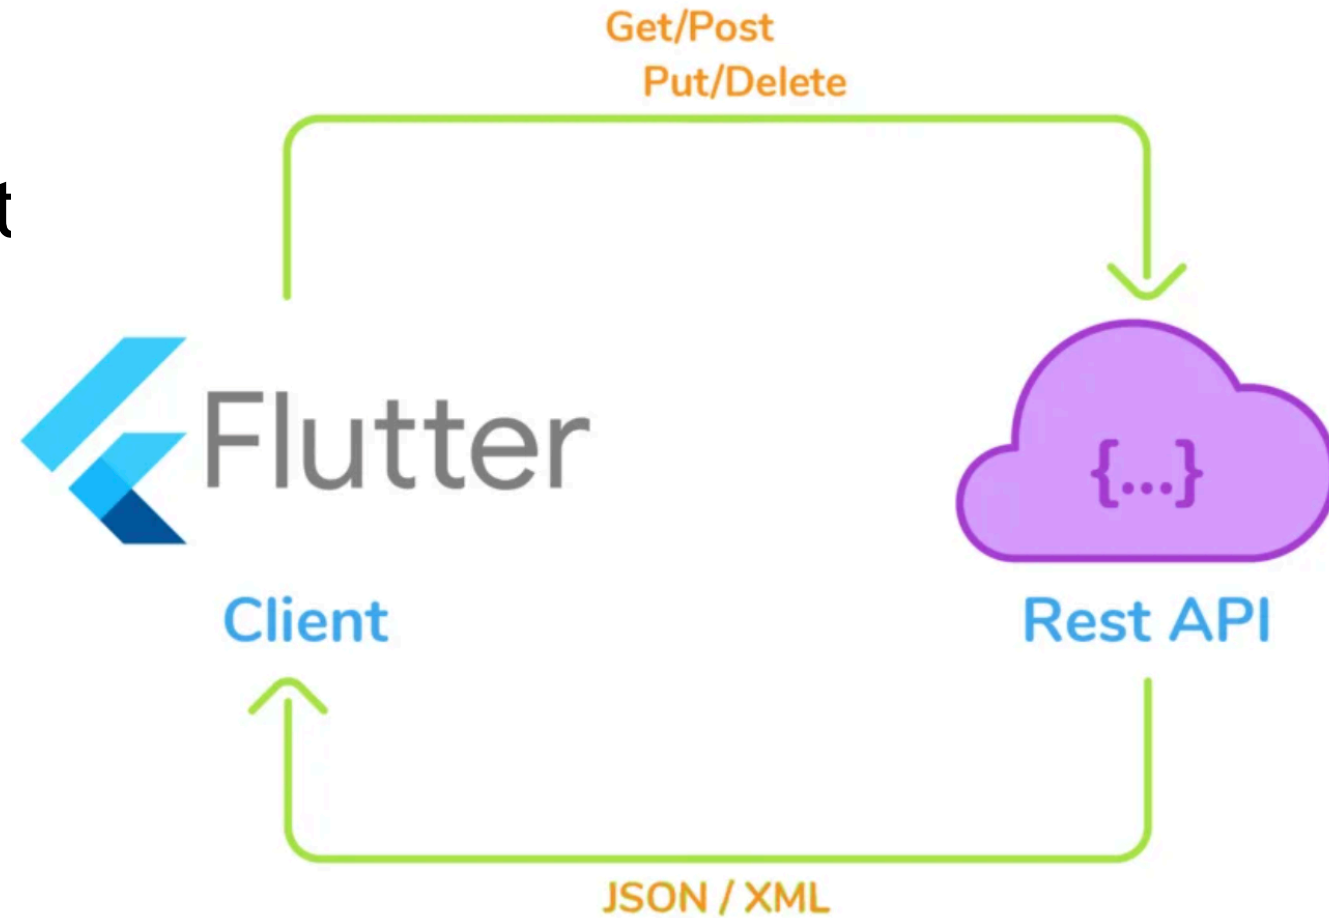 Get/Post
Put/Delete
t
Flutter
{...}
Client
Rest API
JSON / XML